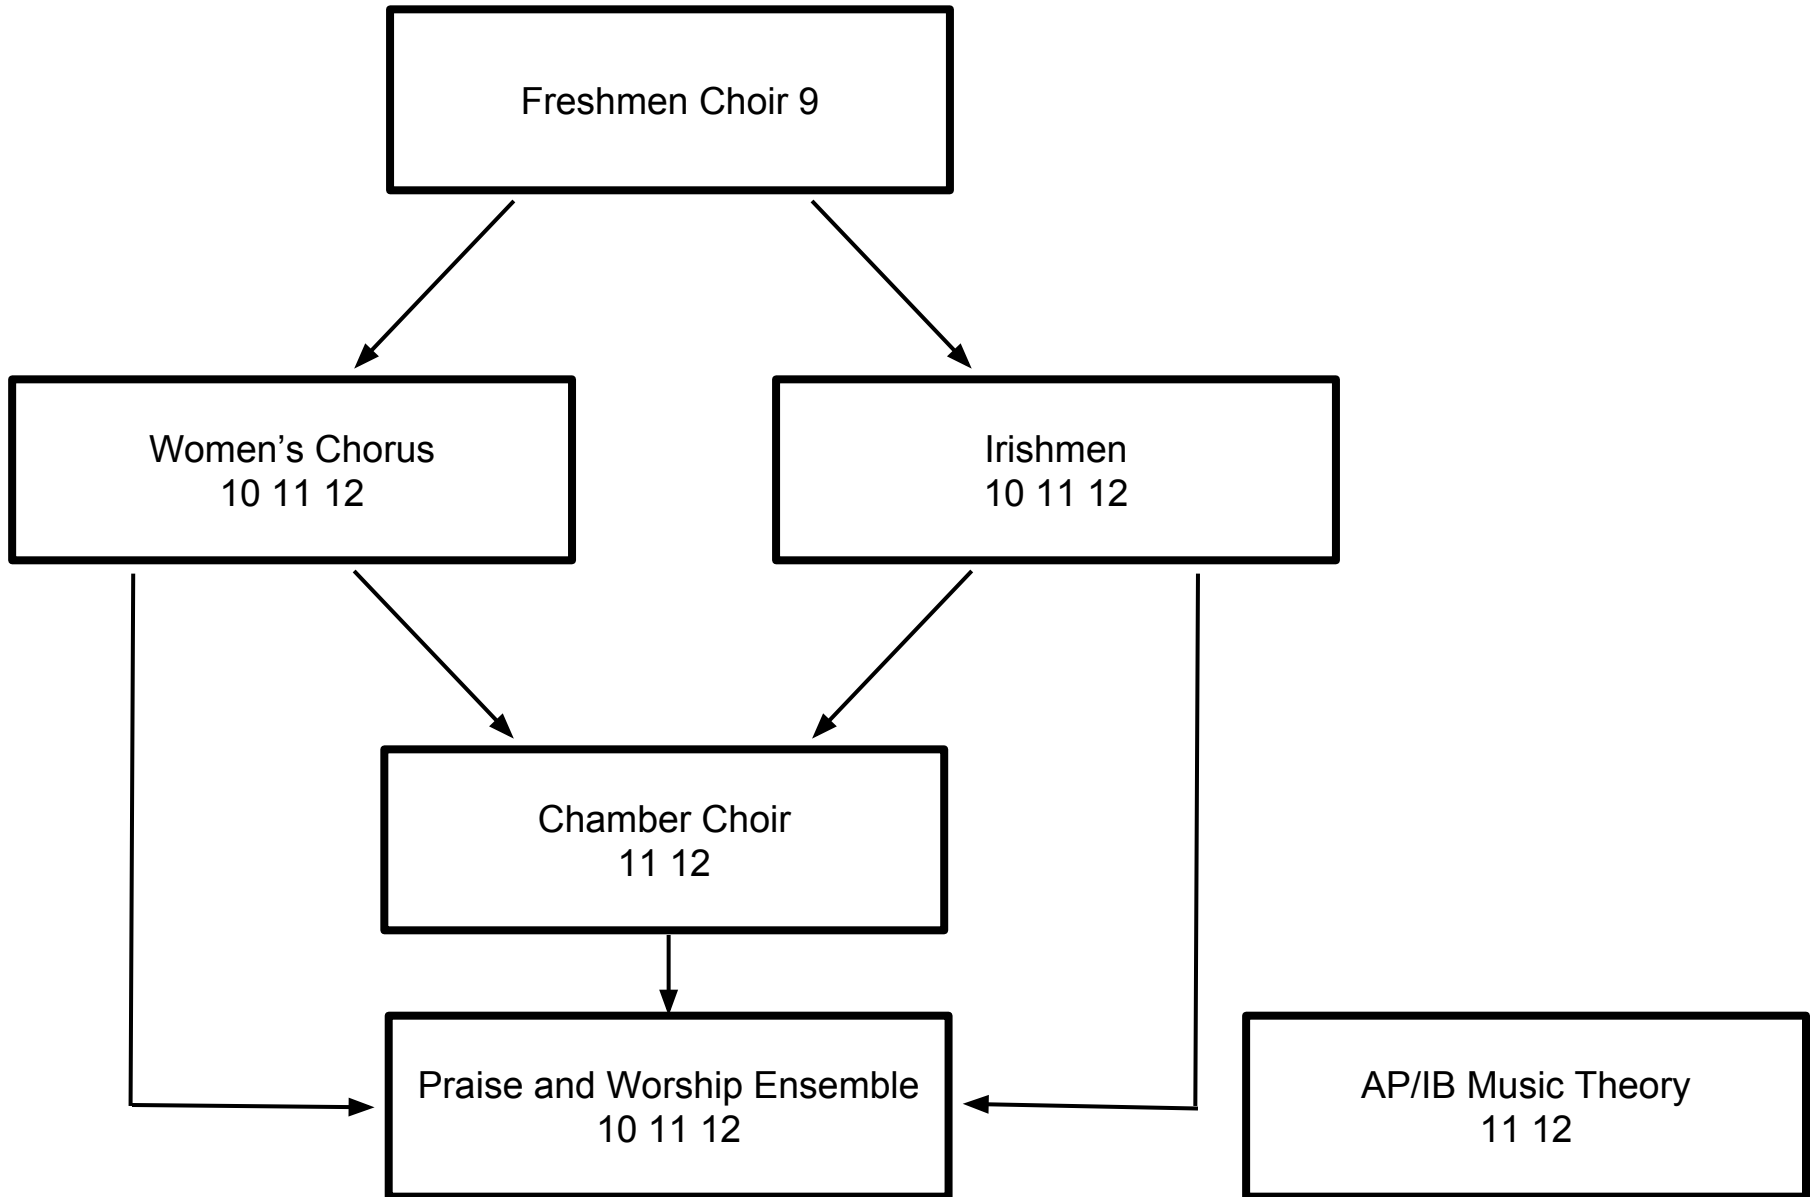 Freshmen Choir 9
Women’s Chorus
10 11 12
Irishmen
10 11 12
Chamber Choir
11 12
Praise and Worship Ensemble
10 11 12
AP/IB Music Theory
11 12